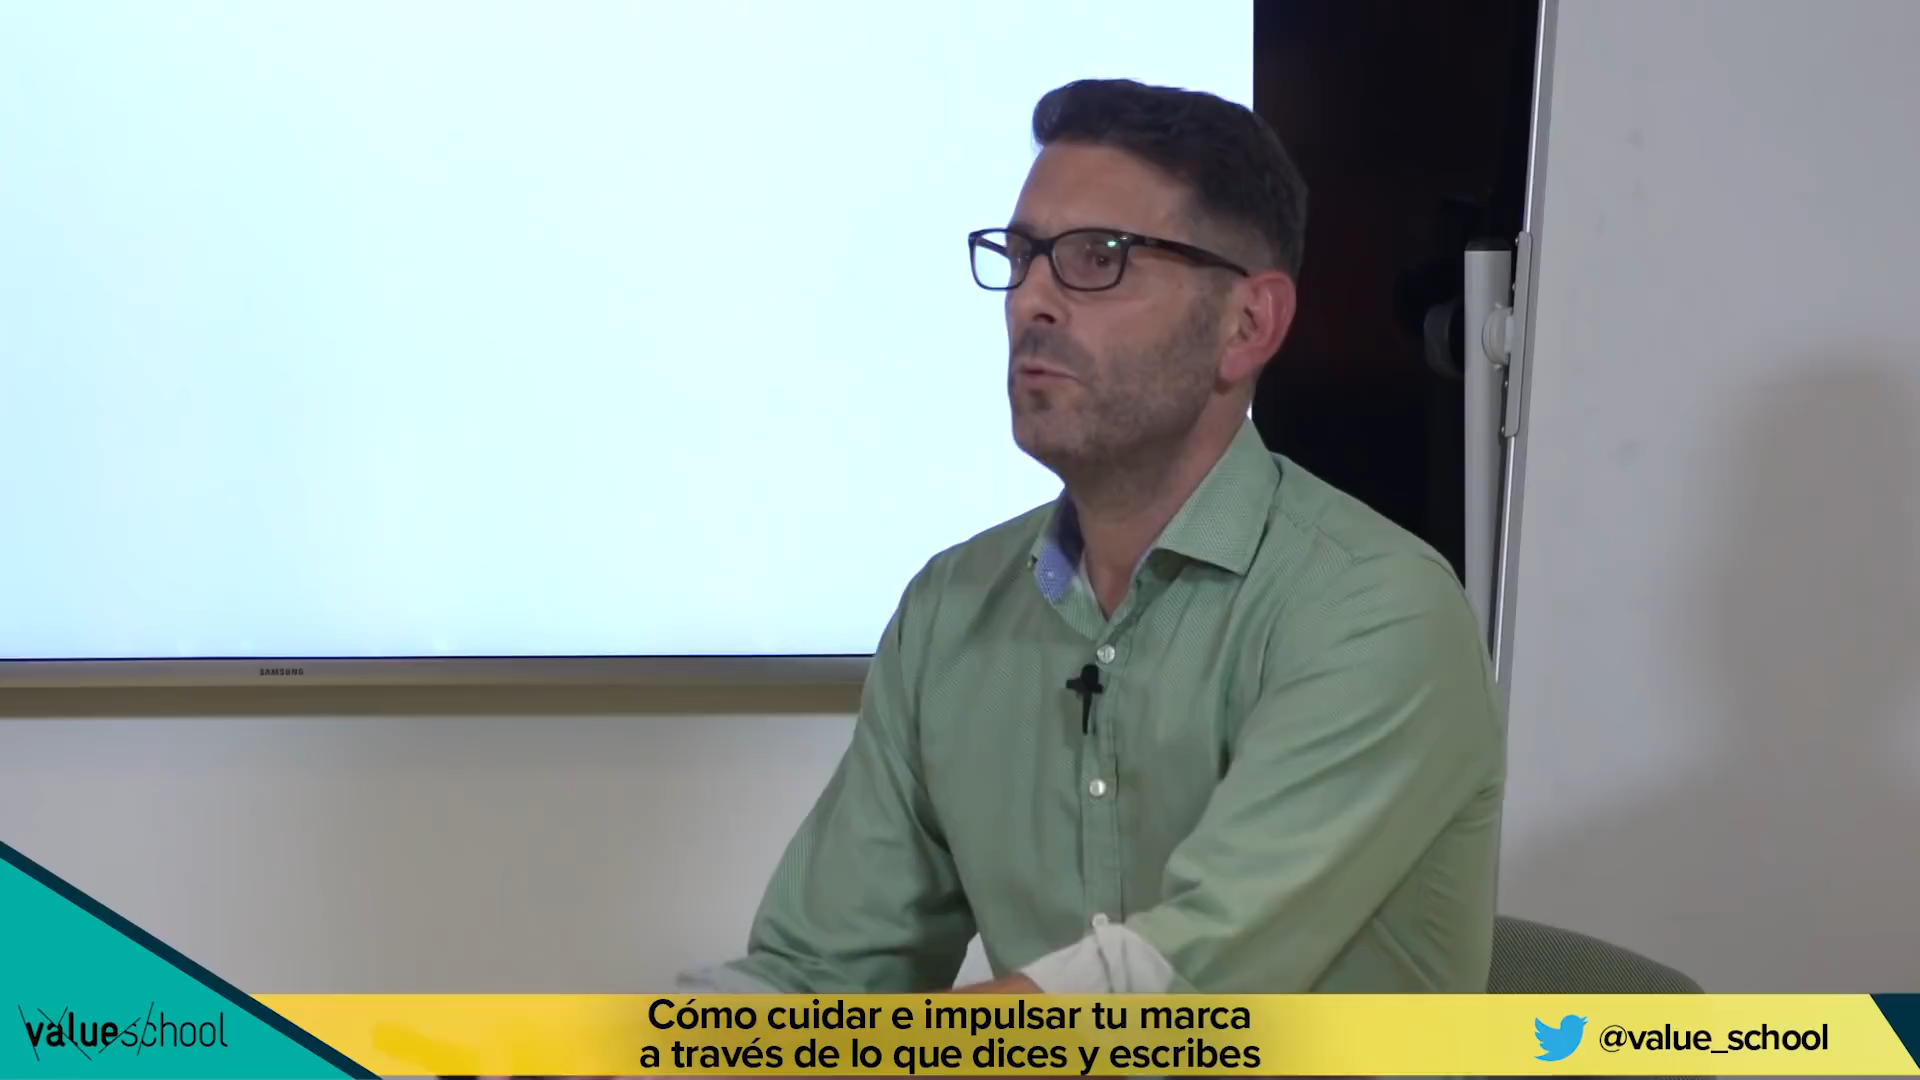 SAMSUNG
valueschool
Cómo cuidar e impulsar tu marca
a través de lo que dices y escribes
@value_school